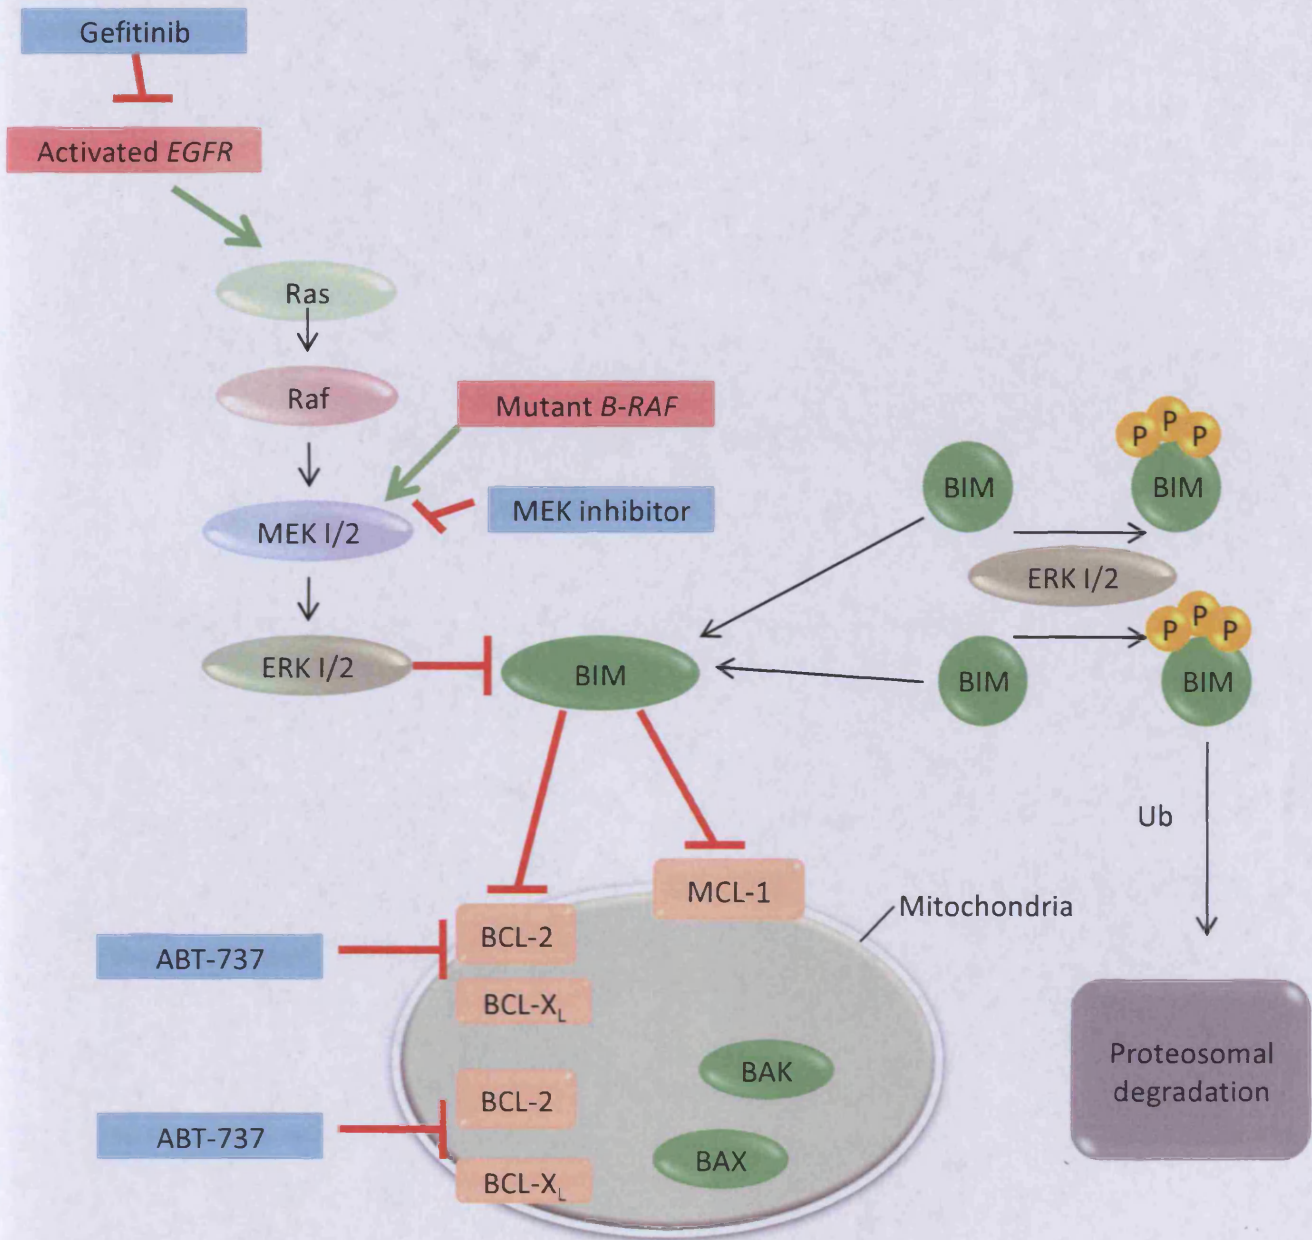 Gefitinib
Activated EGFR
Ras
Raf
Mutant B-RAF
MEK I/2
MEK inhibitor
ERK I/2
BIM
BIM
P P P
BIM
ERK I/2
BIM
P P P
BIM
Ub
MCL-1
Mitochondria
ABT-737
BCL-2
BCL-XL
BAK
ABT-737
BCL-2
BCL-XL
BAX
Proteosomal
degradation